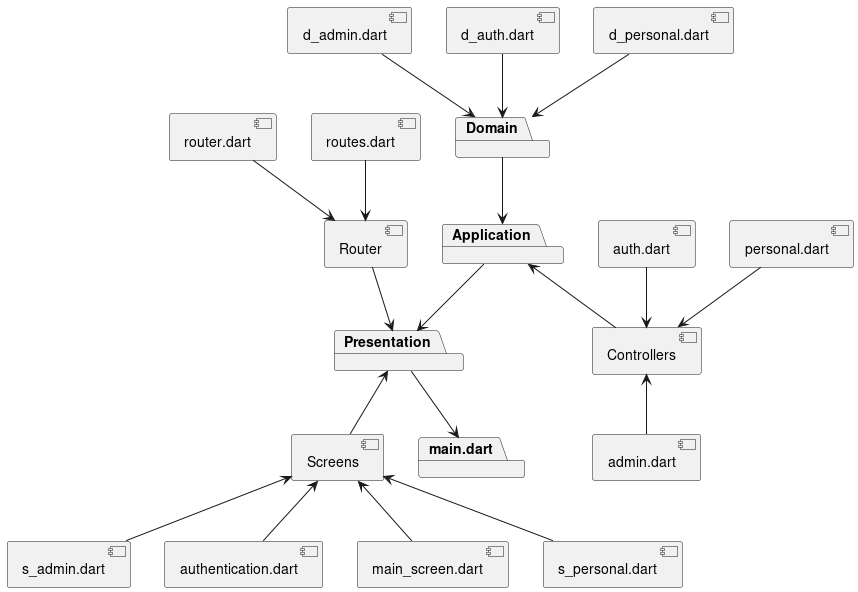 d_admin.dart
d_auth.dart
d_personal.dart
router.dart
routes.dart
Domain
Router
Application
auth.dart
personal.dart
Presentation
Controllers
Screens
main.dart
admin.dart
s_admin.dart
authentication.dart
main_screen.dart
s_personal.dart